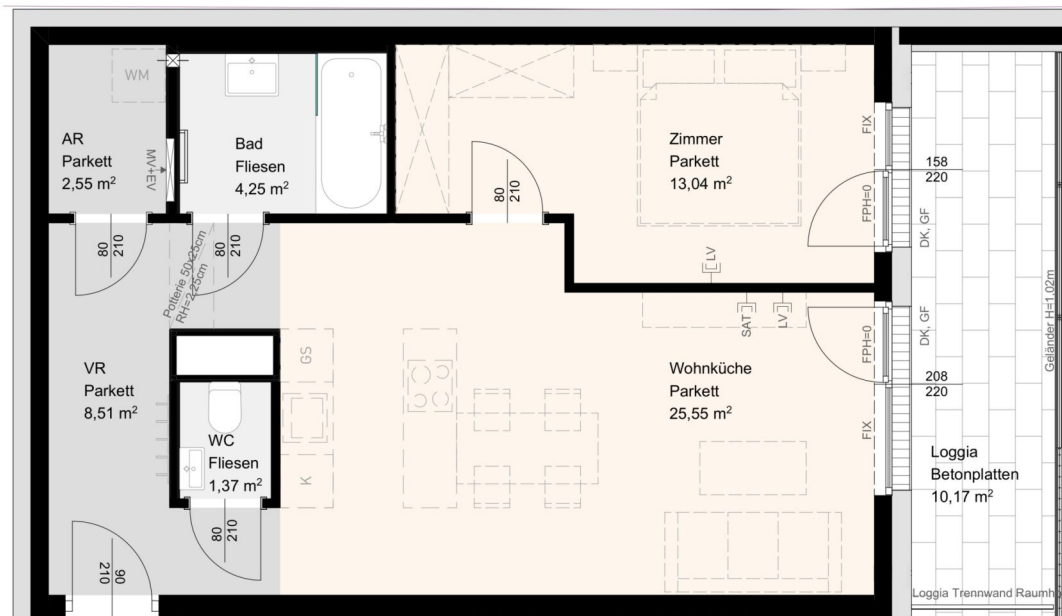 WM
AR
Parkett
2,55 m²
MV+EV
Bad
Fliesen
4,25 m²
Zimmer
Parkett
13,04 m²
FIX
158
220
FPH=0
DK, GF
80
210
80
210
80
210
Potterie 50x25cm
RH=2,25cm
LV
SAT
LV
GS
VR
Parkett
8,51 m²
WC
Fliesen
1,37 m²
K
Wohnküche
Parkett
25,55 m²
FPH=0
DK, GF
208
220
FIX
Geländer H=1.02m
Loggia
Betonplatten
10,17 m²
80
210
90
210
Loggia Trennwand Raumh